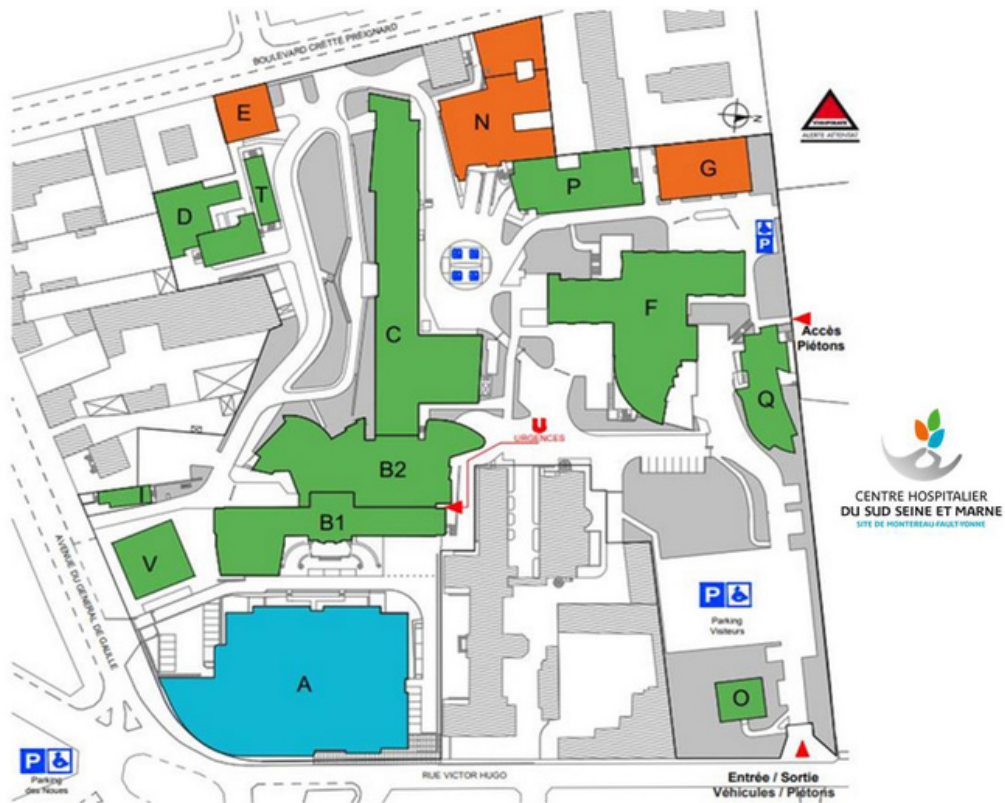 BOULEVARD CRETTE PRÉIGNARD
E
N
N
VIGIPIRATE
ALERTE ATTENTAT
T
D
P
G
P
F
C
Accès
Piétons
Q
U
URGENCES
B2
B1
V
CENTRE HOSPITALIER
DU SUD SEINE ET MARNE
SITE DE MONTEREAU-FAULT-YONNE
AVENUE DU GENERAL DE GAULLE
P
Parking
Visiteurs
A
O
P
Parking
des Noues
RUE VICTOR HUGO
Entrée / Sortie
Véhicules / Piétons